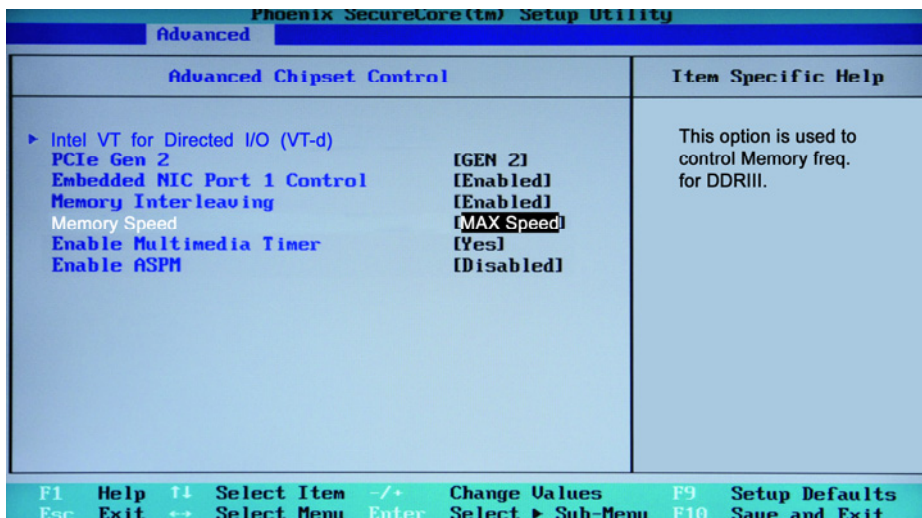 Phoenix SecureCore(tm) Setup Utility
Advanced
Advanced Chipset Control
Item Specific Help
► Intel VT for Directed I/O (VT-d)
PCIe Gen 2 [GEN 2]
Embedded NIC Port 1 Control [Enabled]
Memory Interleaving [Enabled]
Memory Speed [MAX Speed]
Enable Multimedia Timer [Yes]
Enable ASPM [Disabled]
This option is used to
control Memory freq.
for DDRIII.
F1 Help ↑↓ Select Item -/+ Change Values F9 Setup Defaults
Esc Exit ↔ Select Menu Enter Select ► Sub-Menu F10 Save and Exit